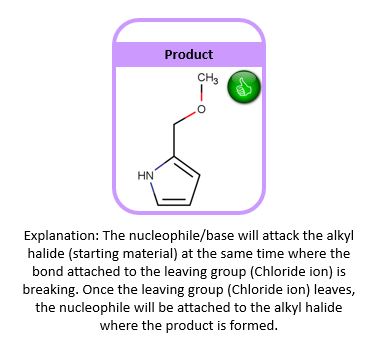 Product
CH3
O
HN
Explanation: The nucleophile/base will attack the alkyl
halide (starting material) at the same time where the
bond attached to the leaving group (Chloride ion) is
breaking. Once the leaving group (Chloride ion) leaves,
the nucleophile will be attached to the alkyl halide
where the product is formed.